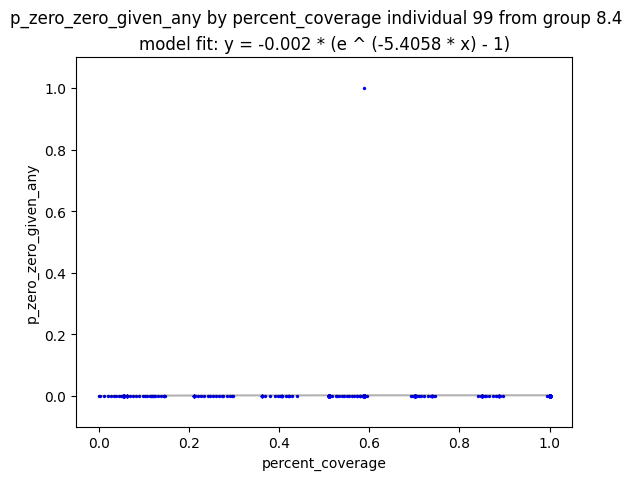 p_zero_zero_given_any by percent_coverage individual 99 from group 8.4
model fit: y = -0.002 * (e ^ (-5.4058 * x) - 1)
1.0
0.8
0.6
0.4
0.2
0.0
p_zero_zero_given_any
0.0 0.2 0.4 0.6 0.8 1.0
percent_coverage